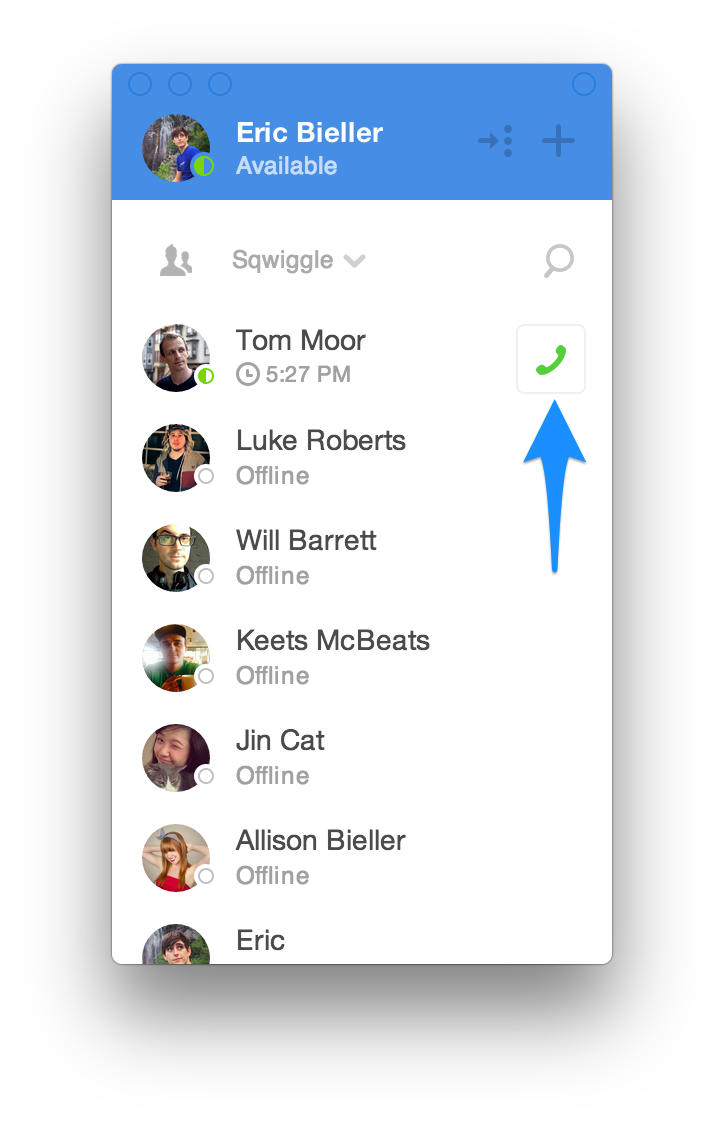 Eric Bieller
Available
Sqwiggle
Tom Moor
5:27 PM
Luke Roberts
Offline
Will Barrett
Offline
Keets McBeats
Offline
Jin Cat
Offline
Allison Bieller
Offline
Eric